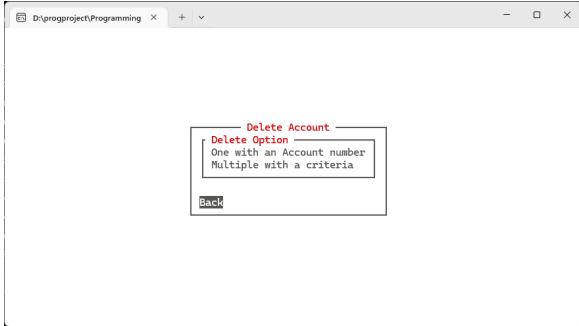 D:\progproject\Programming
Delete Account
Delete Option
One with an Account number
Multiple with a criteria
Back